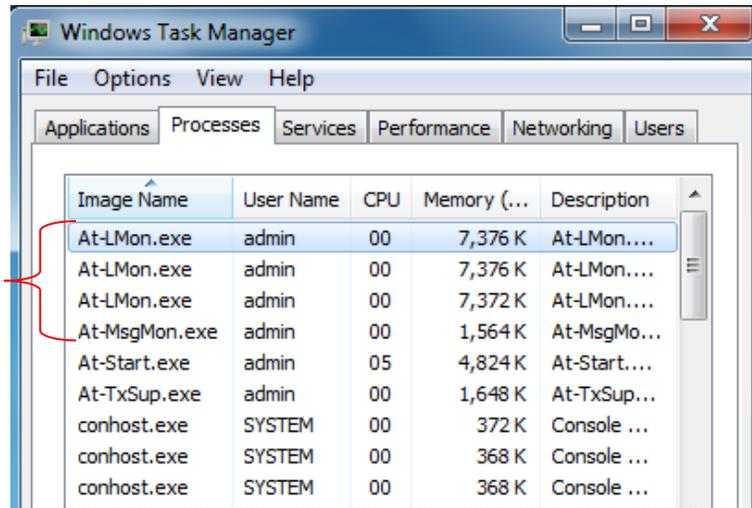 Windows Task Manager
File Options View Help
Applications Processes Services Performance Networking Users
Image Name User Name CPU Memory (... Description
At-LMon.exe admin 00 7,376 K At-LMon....
At-LMon.exe admin 00 7,376 K At-LMon....
At-LMon.exe admin 00 7,372 K At-LMon....
At-MsgMon.exe admin 00 1,564 K At-MsgMo...
At-Start.exe admin 05 4,824 K At-Start....
At-TxSup.exe admin 00 1,648 K At-TxSup...
conhost.exe SYSTEM 00 372 K Console ...
conhost.exe SYSTEM 00 368 K Console ...
conhost.exe SYSTEM 00 368 K Console ...